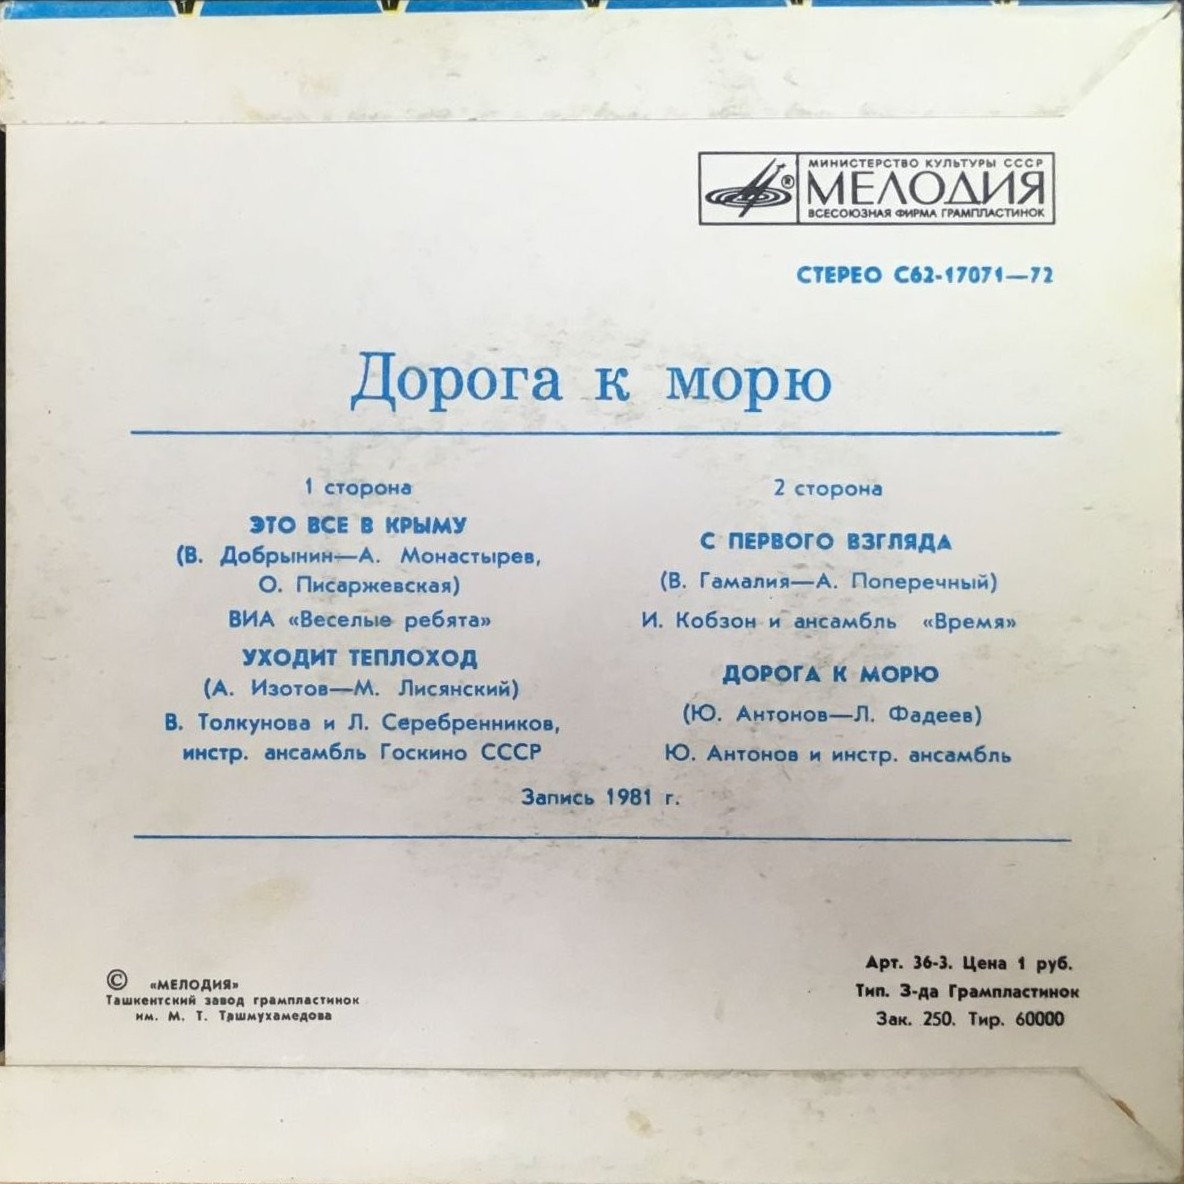 МИНИСТЕРСТВО КУЛЬТУРЫ СССР
МЕЛОДИЯ
®
ВСЕСОЮЗНАЯ ФИРМА ГРАМПЛАСТИНОК
СТЕРЕО С62-17071—72
Дорога к морю
1 сторона
ЭТО ВСЕ В КРЫМУ
(В. Добрынин—А. Монастырев,
О. Писаржевская)
ВИА «Веселые ребята»
УХОДИТ ТЕПЛОХОД
(А. Изотов—М. Лисянский)
В. Толкунова и Л. Серебренников,
инстр. ансамбль Госкино СССР
2 сторона
С ПЕРВОГО ВЗГЛЯДА
(В. Гамалия—А. Поперечный)
И. Кобзон и ансамбль «Время»
ДОРОГА К МОРЮ
(Ю. Антонов—Л. Фадеев)
Ю. Антонов и инстр. ансамбль
Запись 1981 г.
© «МЕЛОДИЯ»
Ташкентский завод грампластинок
им. М. Т. Ташмухамедова
Арт. 36-3. Цена 1 руб.
Тип. З-да Грампластинок
Зак. 250. Тир. 60000